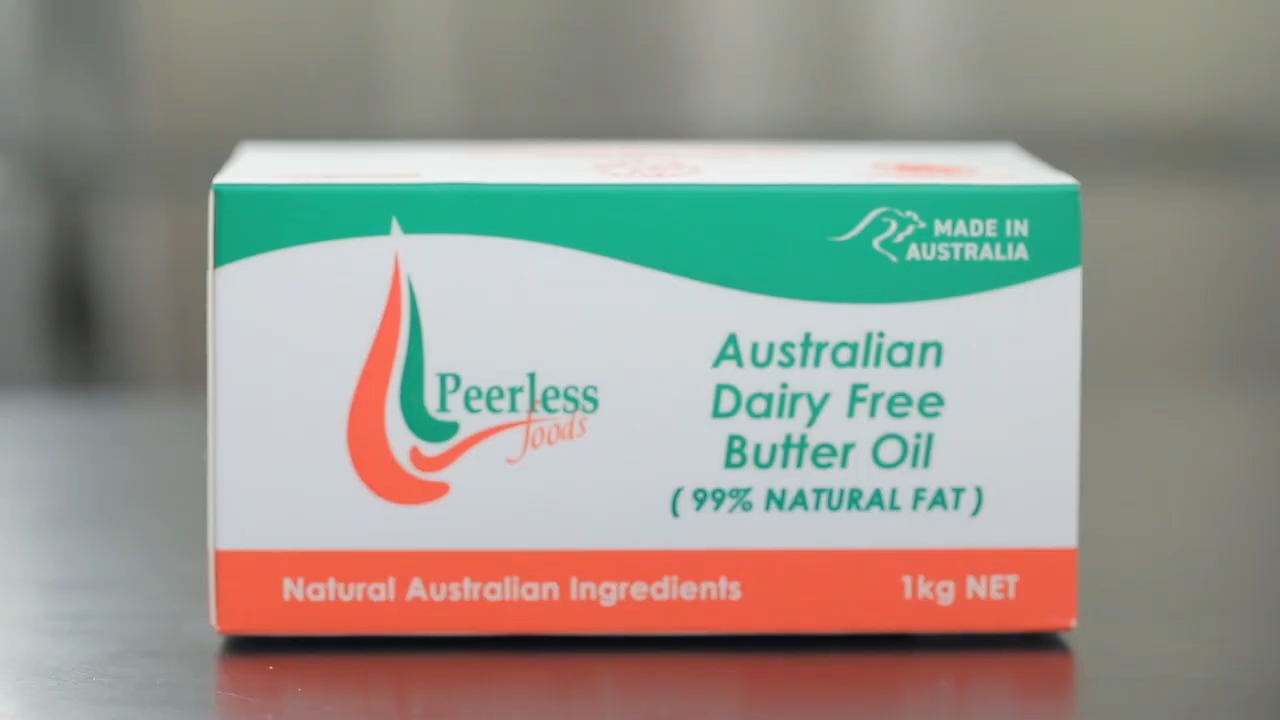 MADE IN
AUSTRALIA
Peerless
foods
Australian
Dairy Free
Butter Oil
( 99% NATURAL FAT )
Natural Australian Ingredients
1kg NET